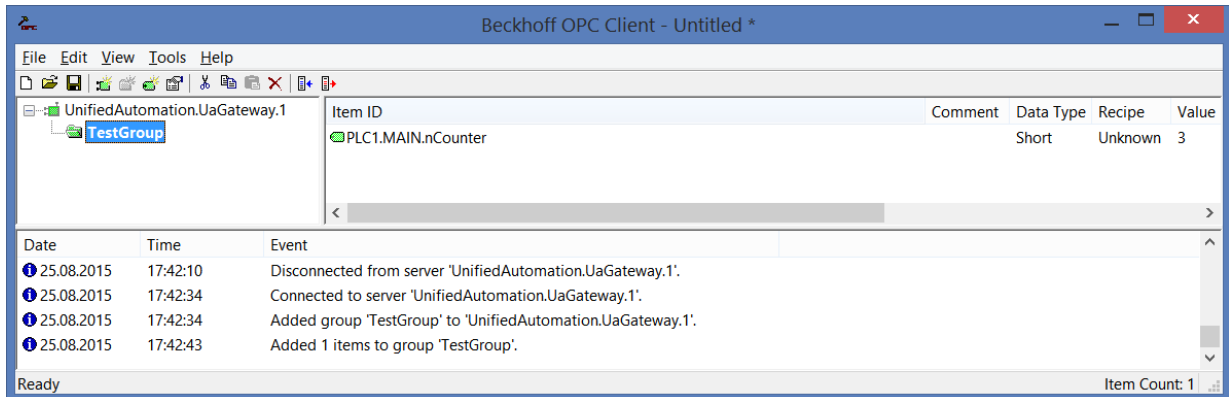 OPC
Beckhoff OPC Client - Untitled *
File Edit View Tools Help
UnifiedAutomation.UaGateway.1
TestGroup
Item ID Comment Data Type Recipe Value
PLC1.MAIN.nCounter Short Unknown 3
Date Time Event
25.08.2015 17:42:10 Disconnected from server 'UnifiedAutomation.UaGateway.1'.
25.08.2015 17:42:34 Connected to server 'UnifiedAutomation.UaGateway.1'.
25.08.2015 17:42:34 Added group 'TestGroup' to 'UnifiedAutomation.UaGateway.1'.
25.08.2015 17:42:43 Added 1 items to group 'TestGroup'.
Ready Item Count: 1